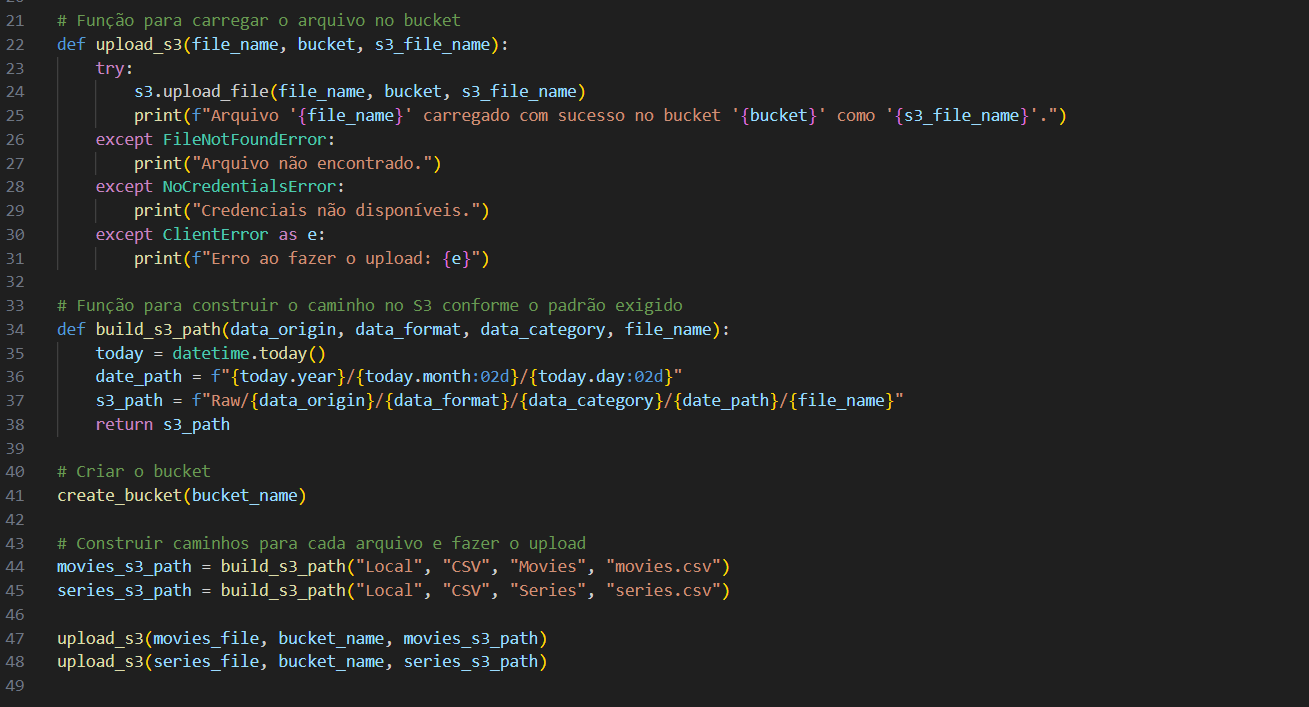 21 # Função para carregar o arquivo no bucket
22 def upload_s3(file_name, bucket, s3_file_name):
23     try:
24         s3.upload_file(file_name, bucket, s3_file_name)
25         print(f"Arquivo '{file_name}' carregado com sucesso no bucket '{bucket}' como '{s3_file_name}'.")
26     except FileNotFoundError:
27         print("Arquivo não encontrado.")
28     except NoCredentialsError:
29         print("Credenciais não disponíveis.")
30     except ClientError as e:
31         print(f"Erro ao fazer o upload: {e}")
32
33 # Função para construir o caminho no S3 conforme o padrão exigido
34 def build_s3_path(data_origin, data_format, data_category, file_name):
35     today = datetime.today()
36     date_path = f"{today.year}/{today.month:02d}/{today.day:02d}"
37     s3_path = f"Raw/{data_origin}/{data_format}/{data_category}/{date_path}/{file_name}"
38     return s3_path
39
40 # Criar o bucket
41 create_bucket(bucket_name)
42
43 # Construir caminhos para cada arquivo e fazer o upload
44 movies_s3_path = build_s3_path("Local", "CSV", "Movies", "movies.csv")
45 series_s3_path = build_s3_path("Local", "CSV", "Series", "series.csv")
46
47 upload_s3(movies_file, bucket_name, movies_s3_path)
48 upload_s3(series_file, bucket_name, series_s3_path)
49